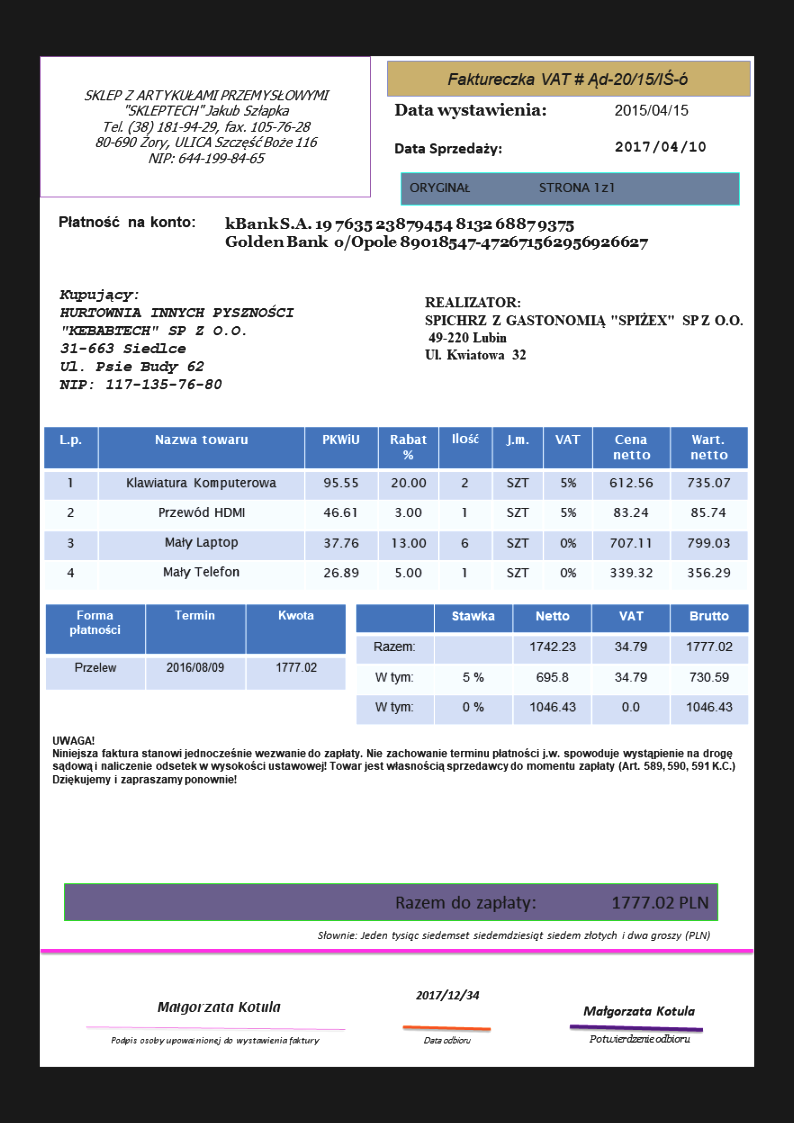 SKLEP Z ARTYKUŁAMI PRZEMYSŁOWYMI
"SKLEPTECH" Jakub Szłapka
Tel. (38) 181-94-29, fax. 105-76-28
80-690 Żory, ULICA Szczęść Boże 116
NIP: 644-199-84-65
Faktureczka VAT # Ąd-20/15/IŚ-ó
Data wystawienia: 2015/04/15
Data Sprzedaży: 2017/04/10
ORYGINAŁ STRONA 1 z 1
Płatność na konto: kBank S.A. 19 7635 2387 9454 8132 6887 9375
Golden Bank o/Opole 89018547-472671562956926627
Kupujący:
HURTOWNIA INNYCH PYSZNOŚCI
"KEBABTECH" SP Z O.O.
31-663 Siedlce
Ul. Psie Budy 62
NIP: 117-135-76-80
REALIZATOR:
SPICHRZ Z GASTONOMIĄ "SPIŻEX" SP Z O.O.
49-220 Lubin
Ul. Kwiatowa 32
L.p. Nazwa towaru PKWiU Rabat % Ilość J.m. VAT Cena netto Wart. netto
1 Klawiatura Komputerowa 95.55 20.00 2 SZT 5% 612.56 735.07
2 Przewód HDMI 46.61 3.00 1 SZT 5% 83.24 85.74
3 Mały Laptop 37.76 13.00 6 SZT 0% 707.11 799.03
4 Mały Telefon 26.89 5.00 1 SZT 0% 339.32 356.29
Forma płatności Termin Kwota
Przelew 2016/08/09 1777.02
Stawka Netto VAT Brutto
Razem: 1742.23 34.79 1777.02
W tym: 5 % 695.8 34.79 730.59
W tym: 0 % 1046.43 0.0 1046.43
UWAGA!
Niniejsza faktura stanowi jednocześnie wezwanie do zapłaty. Nie zachowanie terminu płatności j.w. spowoduje wystąpienie na drogę
sądową i naliczenie odsetek w wysokości ustawowej! Towar jest własnością sprzedawcy do momentu zapłaty (Art. 589, 590, 591 K.C.)
Dziękujemy i zapraszamy ponownie!
Razem do zapłaty: 1777.02 PLN
Słownie: Jeden tysiąc siedemset siedemdziesiąt siedem złotych i dwa groszy (PLN)
Małgorzata Kotula
Podpis osoby upoważnionej do wystawienia faktury
2017/12/34
Data odbioru
Małgorzata Kotula
Potwierdzenie odbioru